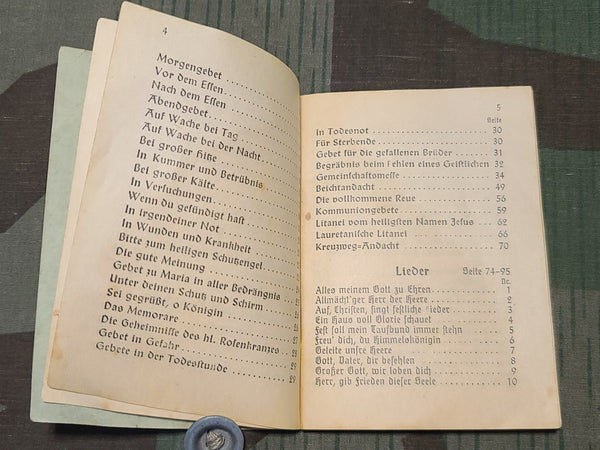 4
Morgengebet
Vor dem Essen
Nach dem Essen
Abendgebet
Auf Wache bei Tag
Auf Wache bei der Nacht
Bei großer Hitze
In Kummer und Betrübnis
Bei großer Kälte
In Versuchungen
Wenn du gesündigt hast
In irgendeiner Not
In Wunden und Krankheit
Bitte zum heiligen Schutzengel
Die gute Meinung
Gebet zu Maria in aller Bedrängnis
Unter deinen Schutz und Schirm
Sei gegrüßt, o Königin
Das Memorare
Die Geheimnisse des hl. Rosenkranzes 27
Gebet in Gefahr 28
Gebete in der Todesstunde 29
5
Seite
In Todesnot 30
Für Sterbende 30
Gebet für die gefallenen Brüder 31
Begräbnis beim Fehlen eines Geistlichen 32
Gemeinschaftsmesse 34
Beichtandacht 49
Die vollkommene Reue 56
Kommuniongebete 59
Litanei vom heiligsten Namen Jesus 62
Lauretanische Litanei 66
Kreuzweg-Andacht 70
Lieder Seite 74–95
Nr.
Alles meinem Gott zu Ehren 1
Allmächt'ger Herr der Heere 2
Auf, Christen, singt festliche Lieder 3
Ein Haus voll Glorie schauet 4
Fest soll mein Taufbund immer stehn 5
Freu' dich, du Himmelskönigin 6
Geleite unsre Heere 7
Gott, Vater, dir befehlen 8
Großer Gott, wir loben dich 9
Herr, gib Frieden dieser Seele 10